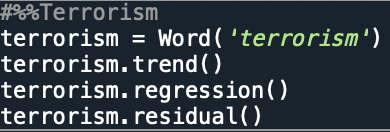 #%%Terrorism
terrorism = Word('terrorism')
terrorism.trend()
terrorism.regression()
terrorism.residual()